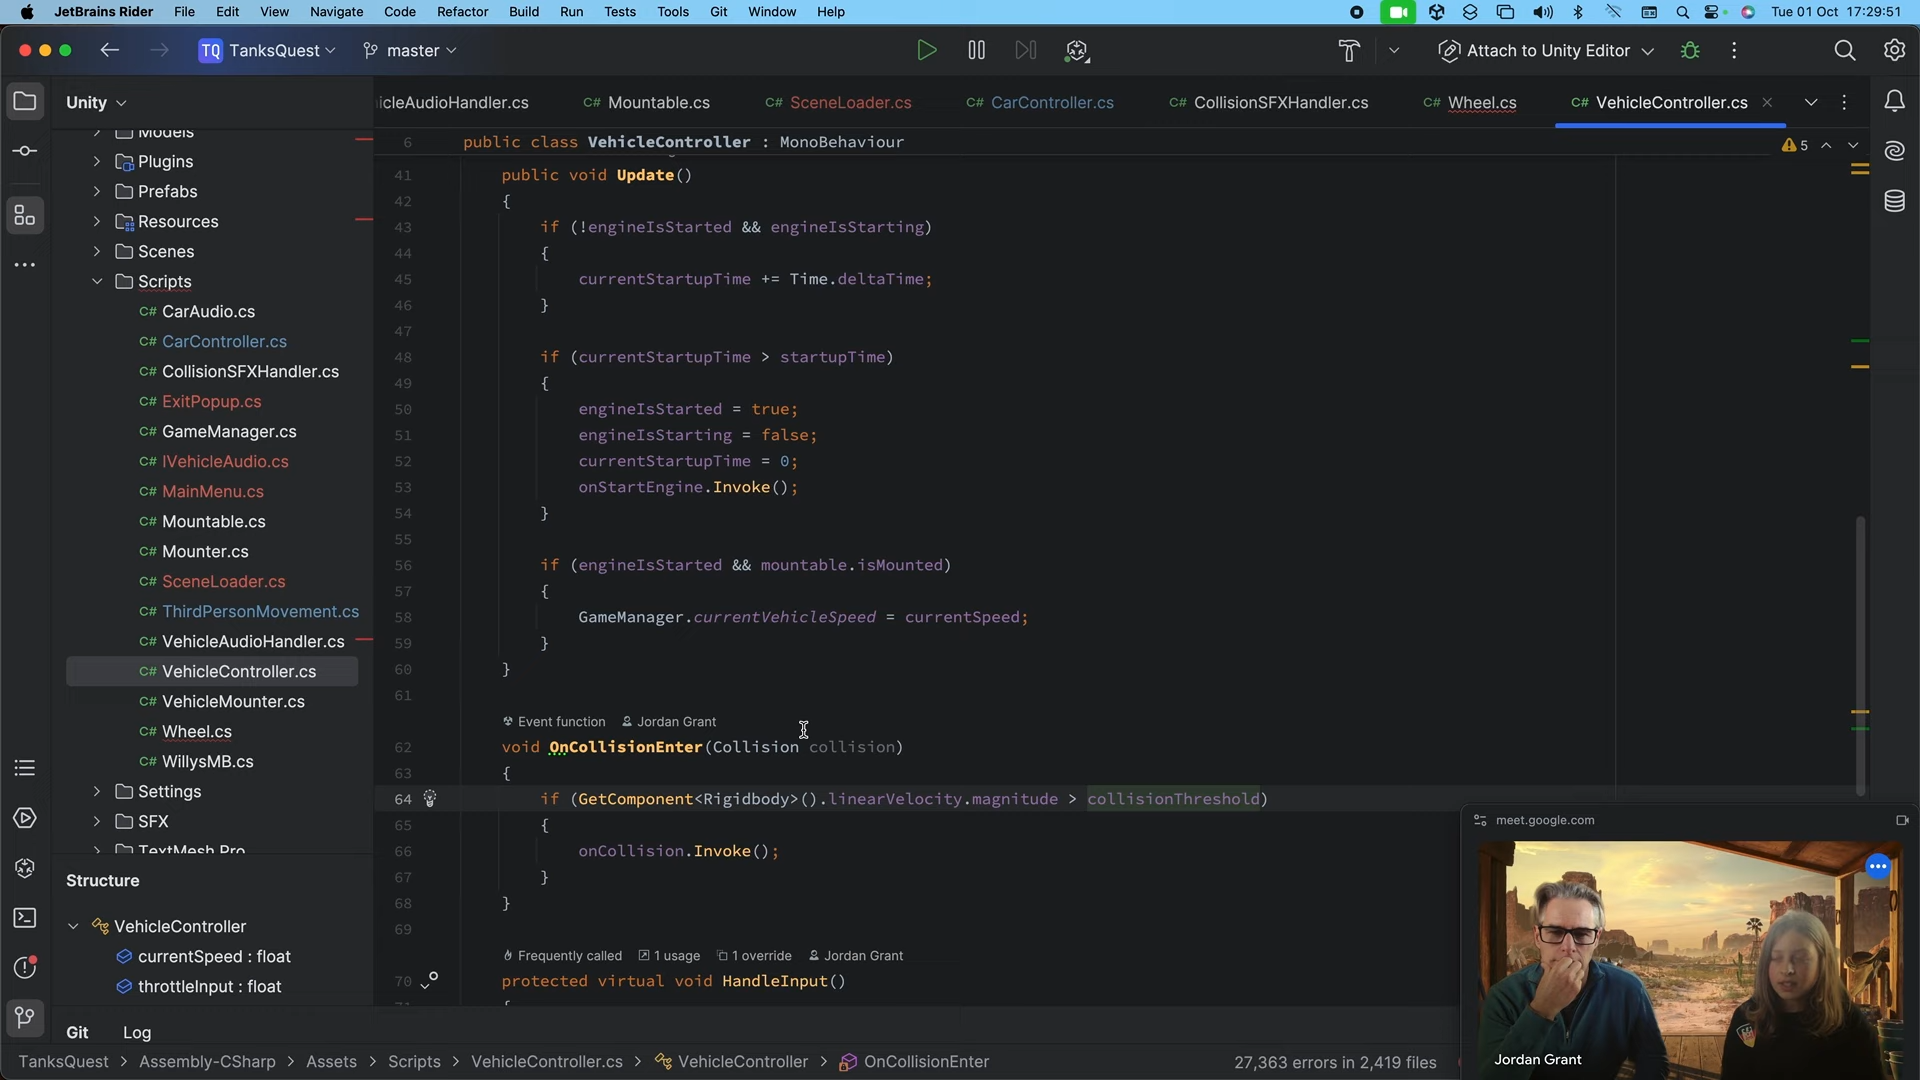 JetBrains Rider File Edit View Navigate Code Refactor Build Run Tests Tools Git Window Help Tue 01 Oct 17:29:51
TQ TanksQuest master Attach to Unity Editor
Unity
icleAudioHandler.cs C# Mountable.cs C# SceneLoader.cs C# CarController.cs C# CollisionSFXHandler.cs C# Wheel.cs C# VehicleController.cs
Models
Plugins
Prefabs
Resources
Scenes
Scripts
C# CarAudio.cs
C# CarController.cs
C# CollisionSFXHandler.cs
C# ExitPopup.cs
C# GameManager.cs
C# IVehicleAudio.cs
C# MainMenu.cs
C# Mountable.cs
C# Mounter.cs
C# SceneLoader.cs
C# ThirdPersonMovement.cs
C# VehicleAudioHandler.cs
C# VehicleController.cs
C# VehicleMounter.cs
C# Wheel.cs
C# WillysMB.cs
Settings
SFX
TextMesh Pro
Structure
VehicleController
currentSpeed : float
throttleInput : float
6 public class VehicleController : MonoBehaviour
5
41 public void Update()
42 {
43 if (!engineIsStarted && engineIsStarting)
44 {
45 currentStartupTime += Time.deltaTime;
46 }
47
48 if (currentStartupTime > startupTime)
49 {
50 engineIsStarted = true;
51 engineIsStarting = false;
52 currentStartupTime = 0;
53 onStartEngine.Invoke();
54 }
55
56 if (engineIsStarted && mountable.isMounted)
57 {
58 GameManager.currentVehicleSpeed = currentSpeed;
59 }
60 }
61
Event function Jordan Grant
62 void OnCollisionEnter(Collision collision)
63 {
64 if (GetComponent<Rigidbody>().linearVelocity.magnitude > collisionThreshold)
65 {
66 onCollision.Invoke();
67 }
68 }
69
Frequently called 1 usage 1 override Jordan Grant
70 protected virtual void HandleInput()
71 {
meet.google.com
Jordan Grant
Git Log
TanksQuest > Assembly-CSharp > Assets > Scripts > VehicleController.cs > VehicleController > OnCollisionEnter 27,363 errors in 2,419 files